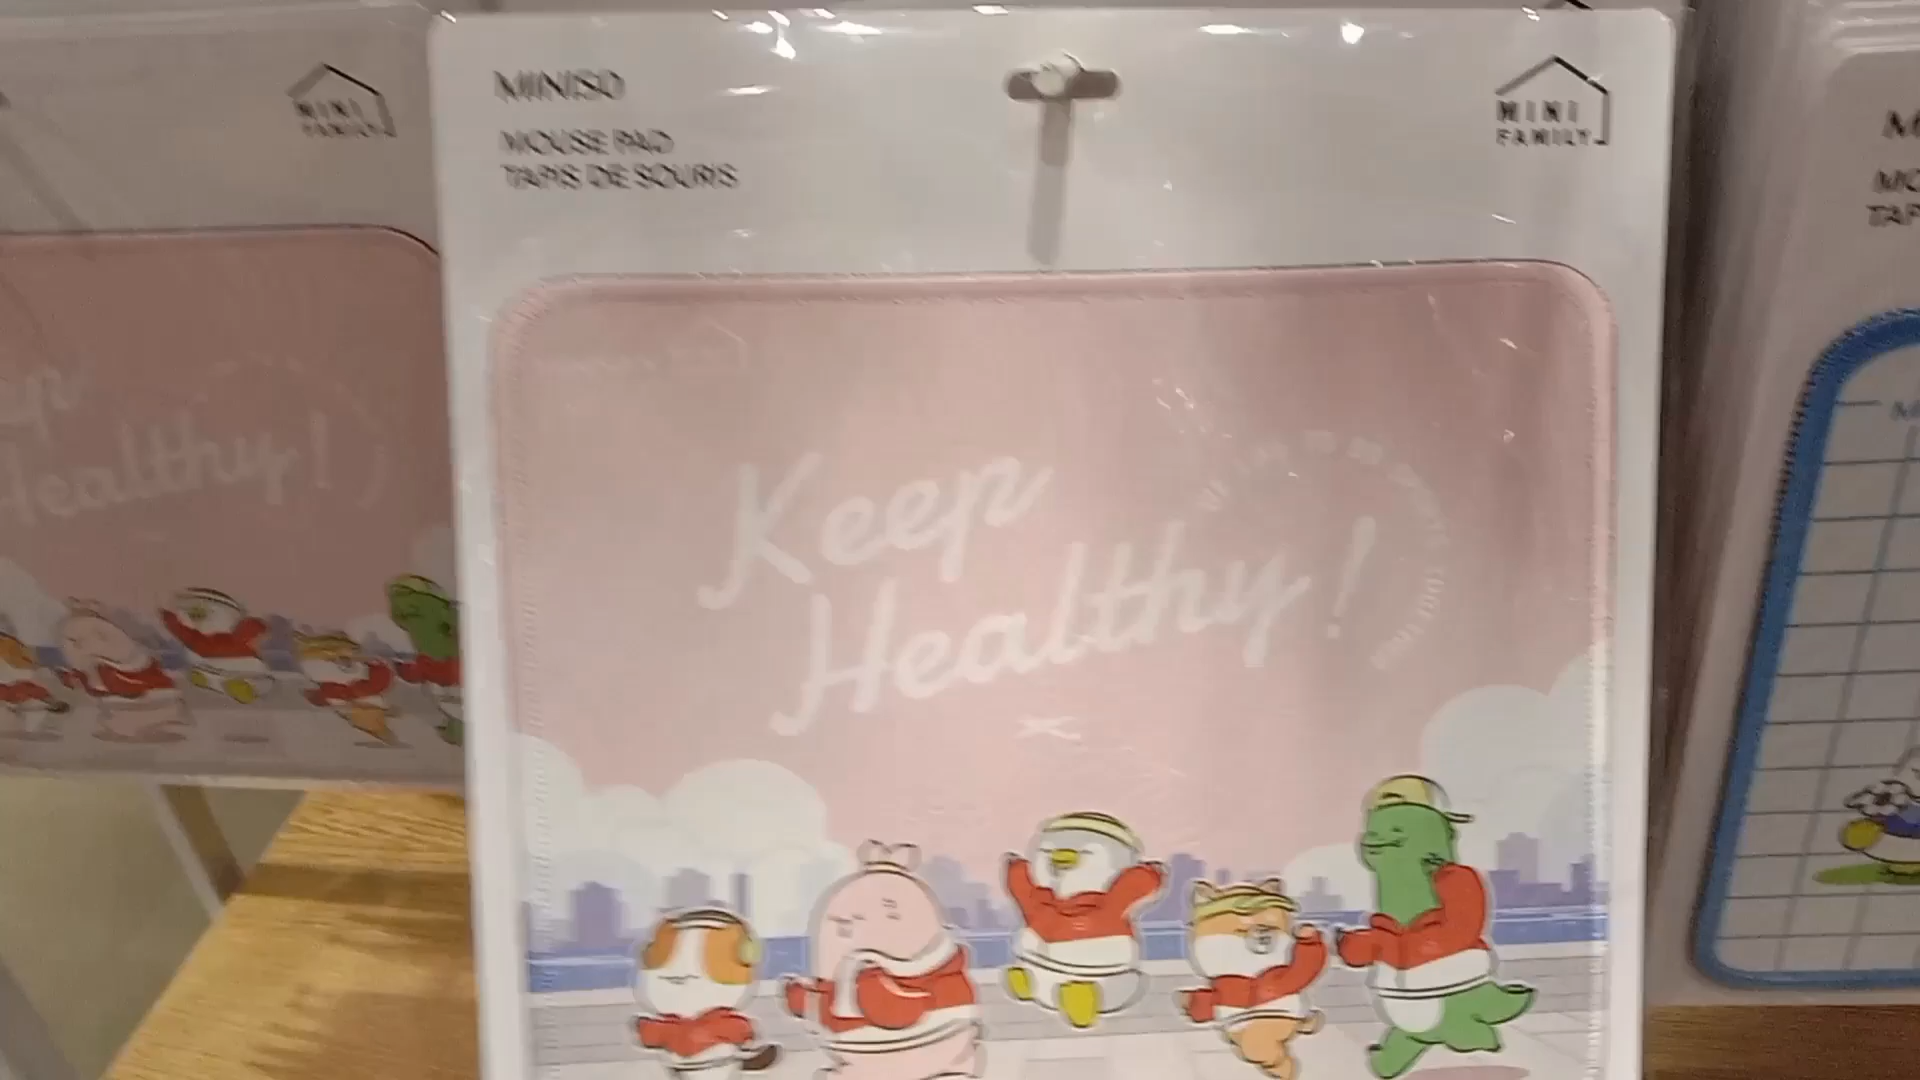 MINISO
MOUSE PAD
TAPIS DE SOURIS
MINI
FAMILY
Keep
Healthy!
MINI
FAMILY
Healthy!